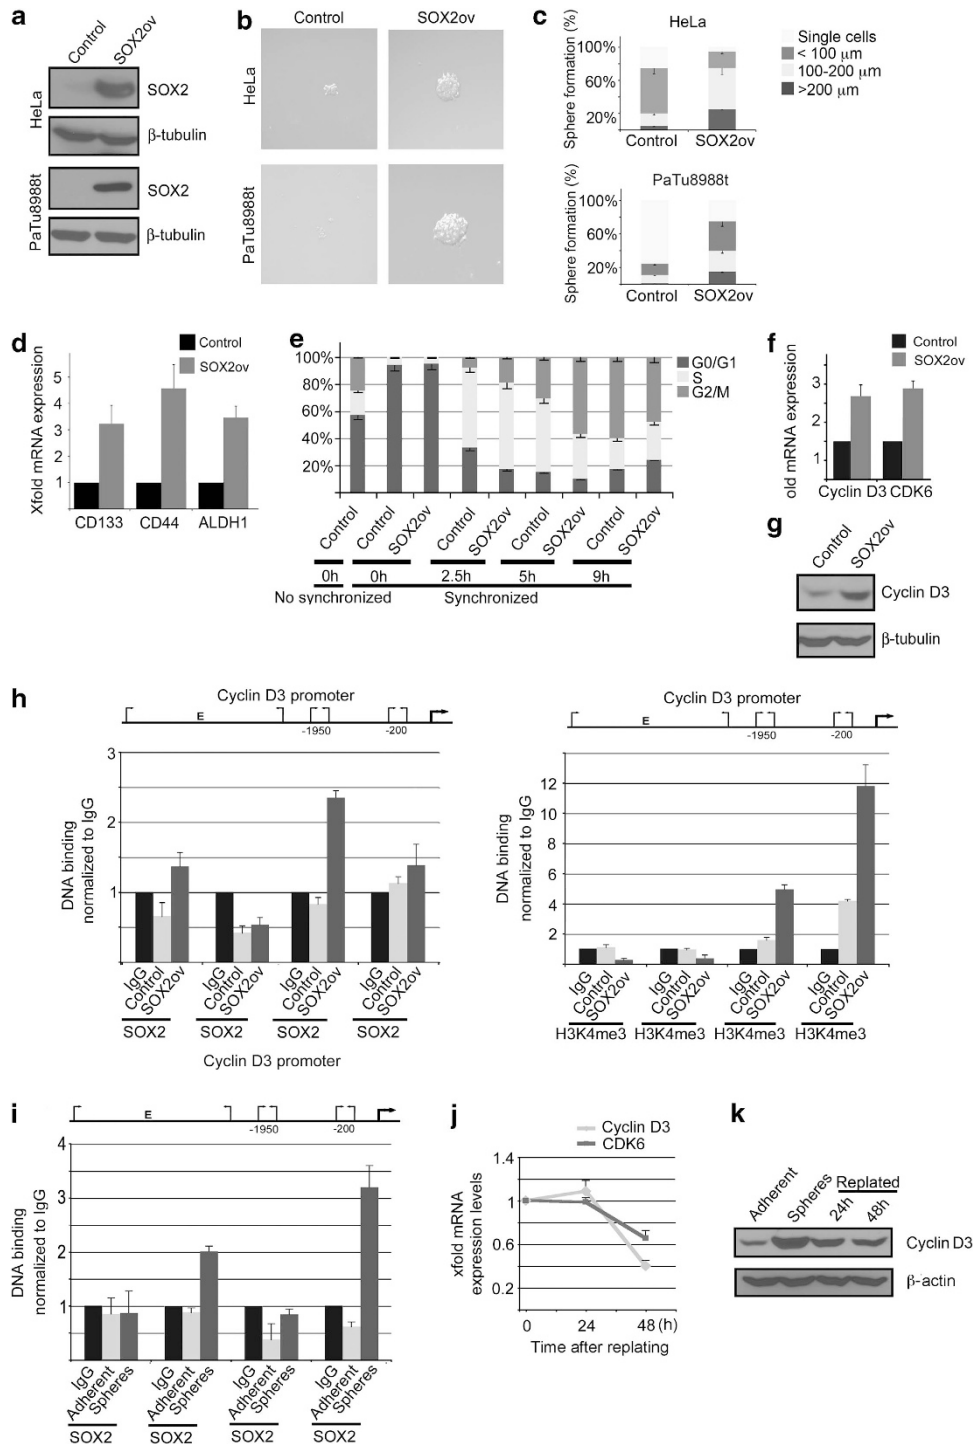 a
Control
SOX2ov
HeLa
SOX2
β-tubulin
PaTu8988t
SOX2
β-tubulin
b
Control
SOX2ov
HeLa
PaTu8988t
c
HeLa
Sphere formation (%)
100%
60%
20%
Control
SOX2ov
Single cells
< 100 µm
100-200 µm
>200 µm
PaTu8988t
Sphere formation (%)
100%
60%
20%
Control
SOX2ov
d
Control
SOX2ov
Xfold mRNA expression
5
4
3
2
1
CD133
CD44
ALDH1
e
100%
80%
60%
40%
20%
G0/G1
S
G2/M
Control
Control
SOX2ov
Control
SOX2ov
Control
SOX2ov
Control
SOX2ov
0h
0h
2.5h
5h
9h
No synchronized
Synchronized
f
Control
SOX2ov
old mRNA expression
3
2
1
Cyclin D3
CDK6
g
Control
SOX2ov
Cyclin D3
β-tubulin
h
Cyclin D3 promoter
E
-1950
-200
DNA binding
normalized to IgG
3
2
1
IgG
Control
SOX2ov
IgG
Control
SOX2ov
IgG
Control
SOX2ov
IgG
Control
SOX2ov
SOX2
SOX2
SOX2
SOX2
Cyclin D3 promoter
E
-1950
-200
DNA binding
normalized to IgG
12
10
8
6
4
2
IgG
Control
SOX2ov
IgG
Control
SOX2ov
IgG
Control
SOX2ov
IgG
Control
SOX2ov
H3K4me3
H3K4me3
H3K4me3
H3K4me3
Cyclin D3 promoter
i
E
-1950
-200
DNA binding
normalized to IgG
4
3
2
1
IgG
Adherent
Spheres
IgG
Adherent
Spheres
IgG
Adherent
Spheres
IgG
Adherent
Spheres
SOX2
SOX2
SOX2
SOX2
j
Cyclin D3
CDK6
xfold mRNA
expression levels
1.4
1
0.6
0.2
0
24
48 (h)
Time after replating
k
Adherent
Spheres
Replated
24h
48h
Cyclin D3
β-actin